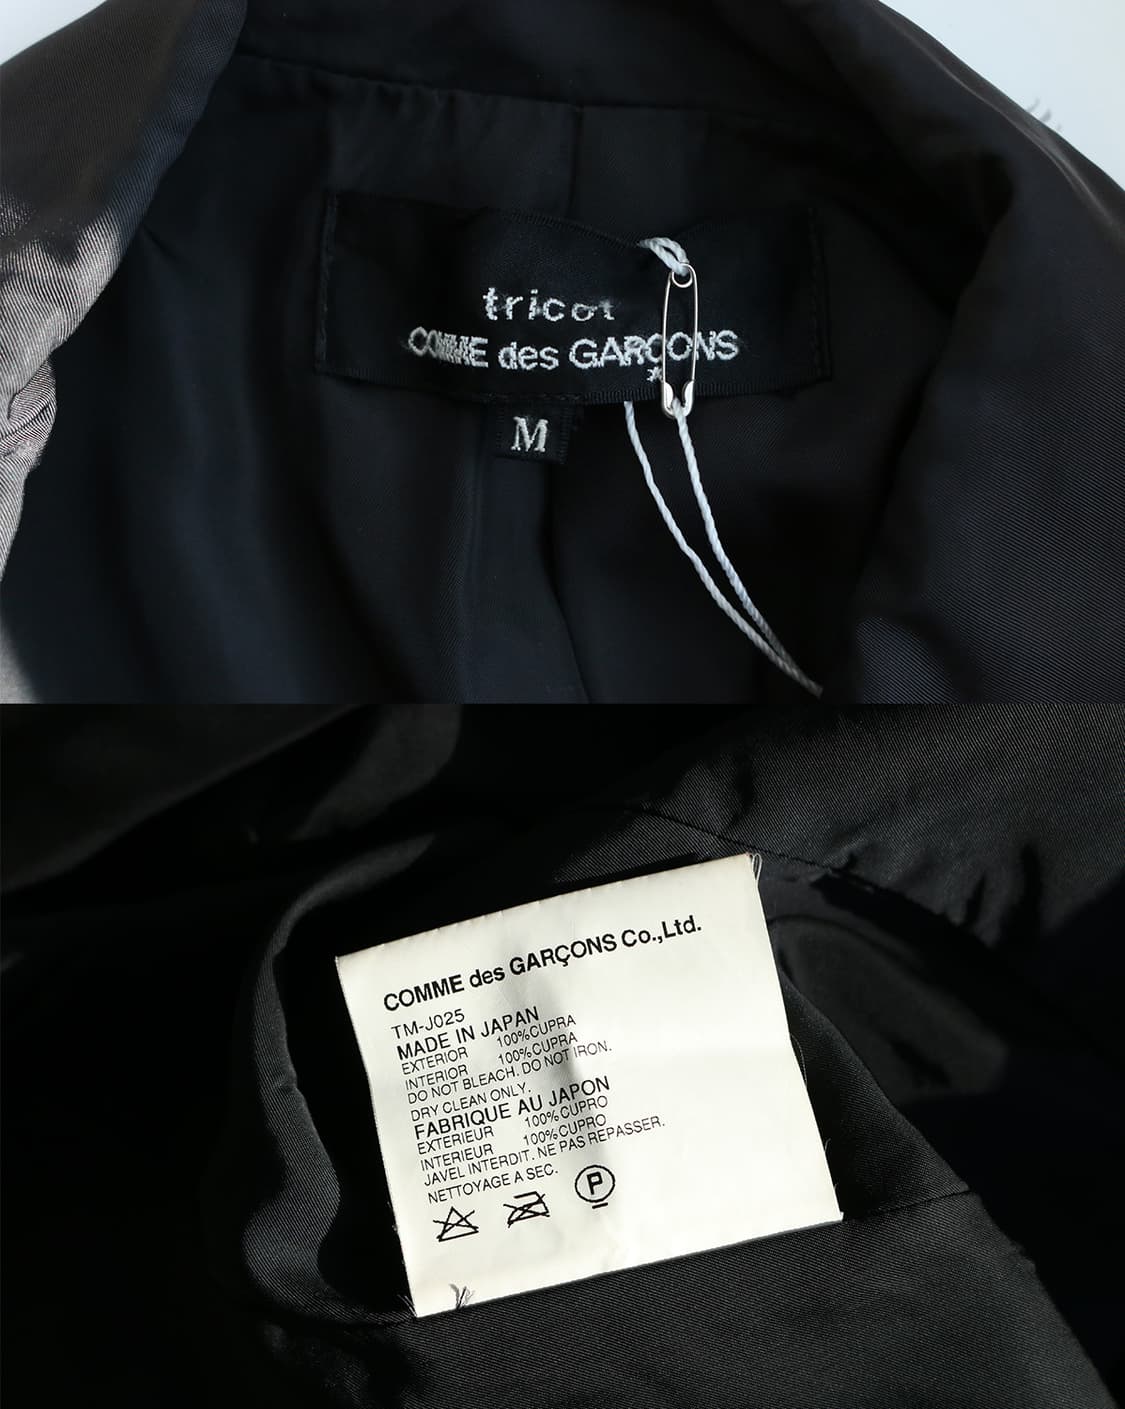 tricot
COMME des GARÇONS
M
COMME des GARÇONS Co.,Ltd.
TM-J025
MADE IN JAPAN
EXTERIOR 100%CUPRA
INTERIOR 100%CUPRA
DO NOT BLEACH. DO NOT IRON.
DRY CLEAN ONLY.
FABRIQUE AU JAPON
EXTERIEUR 100%CUPRO
INTERIEUR 100%CUPRO
JAVEL INTERDIT. NE PAS REPASSER.
NETTOYAGE A SEC.
P